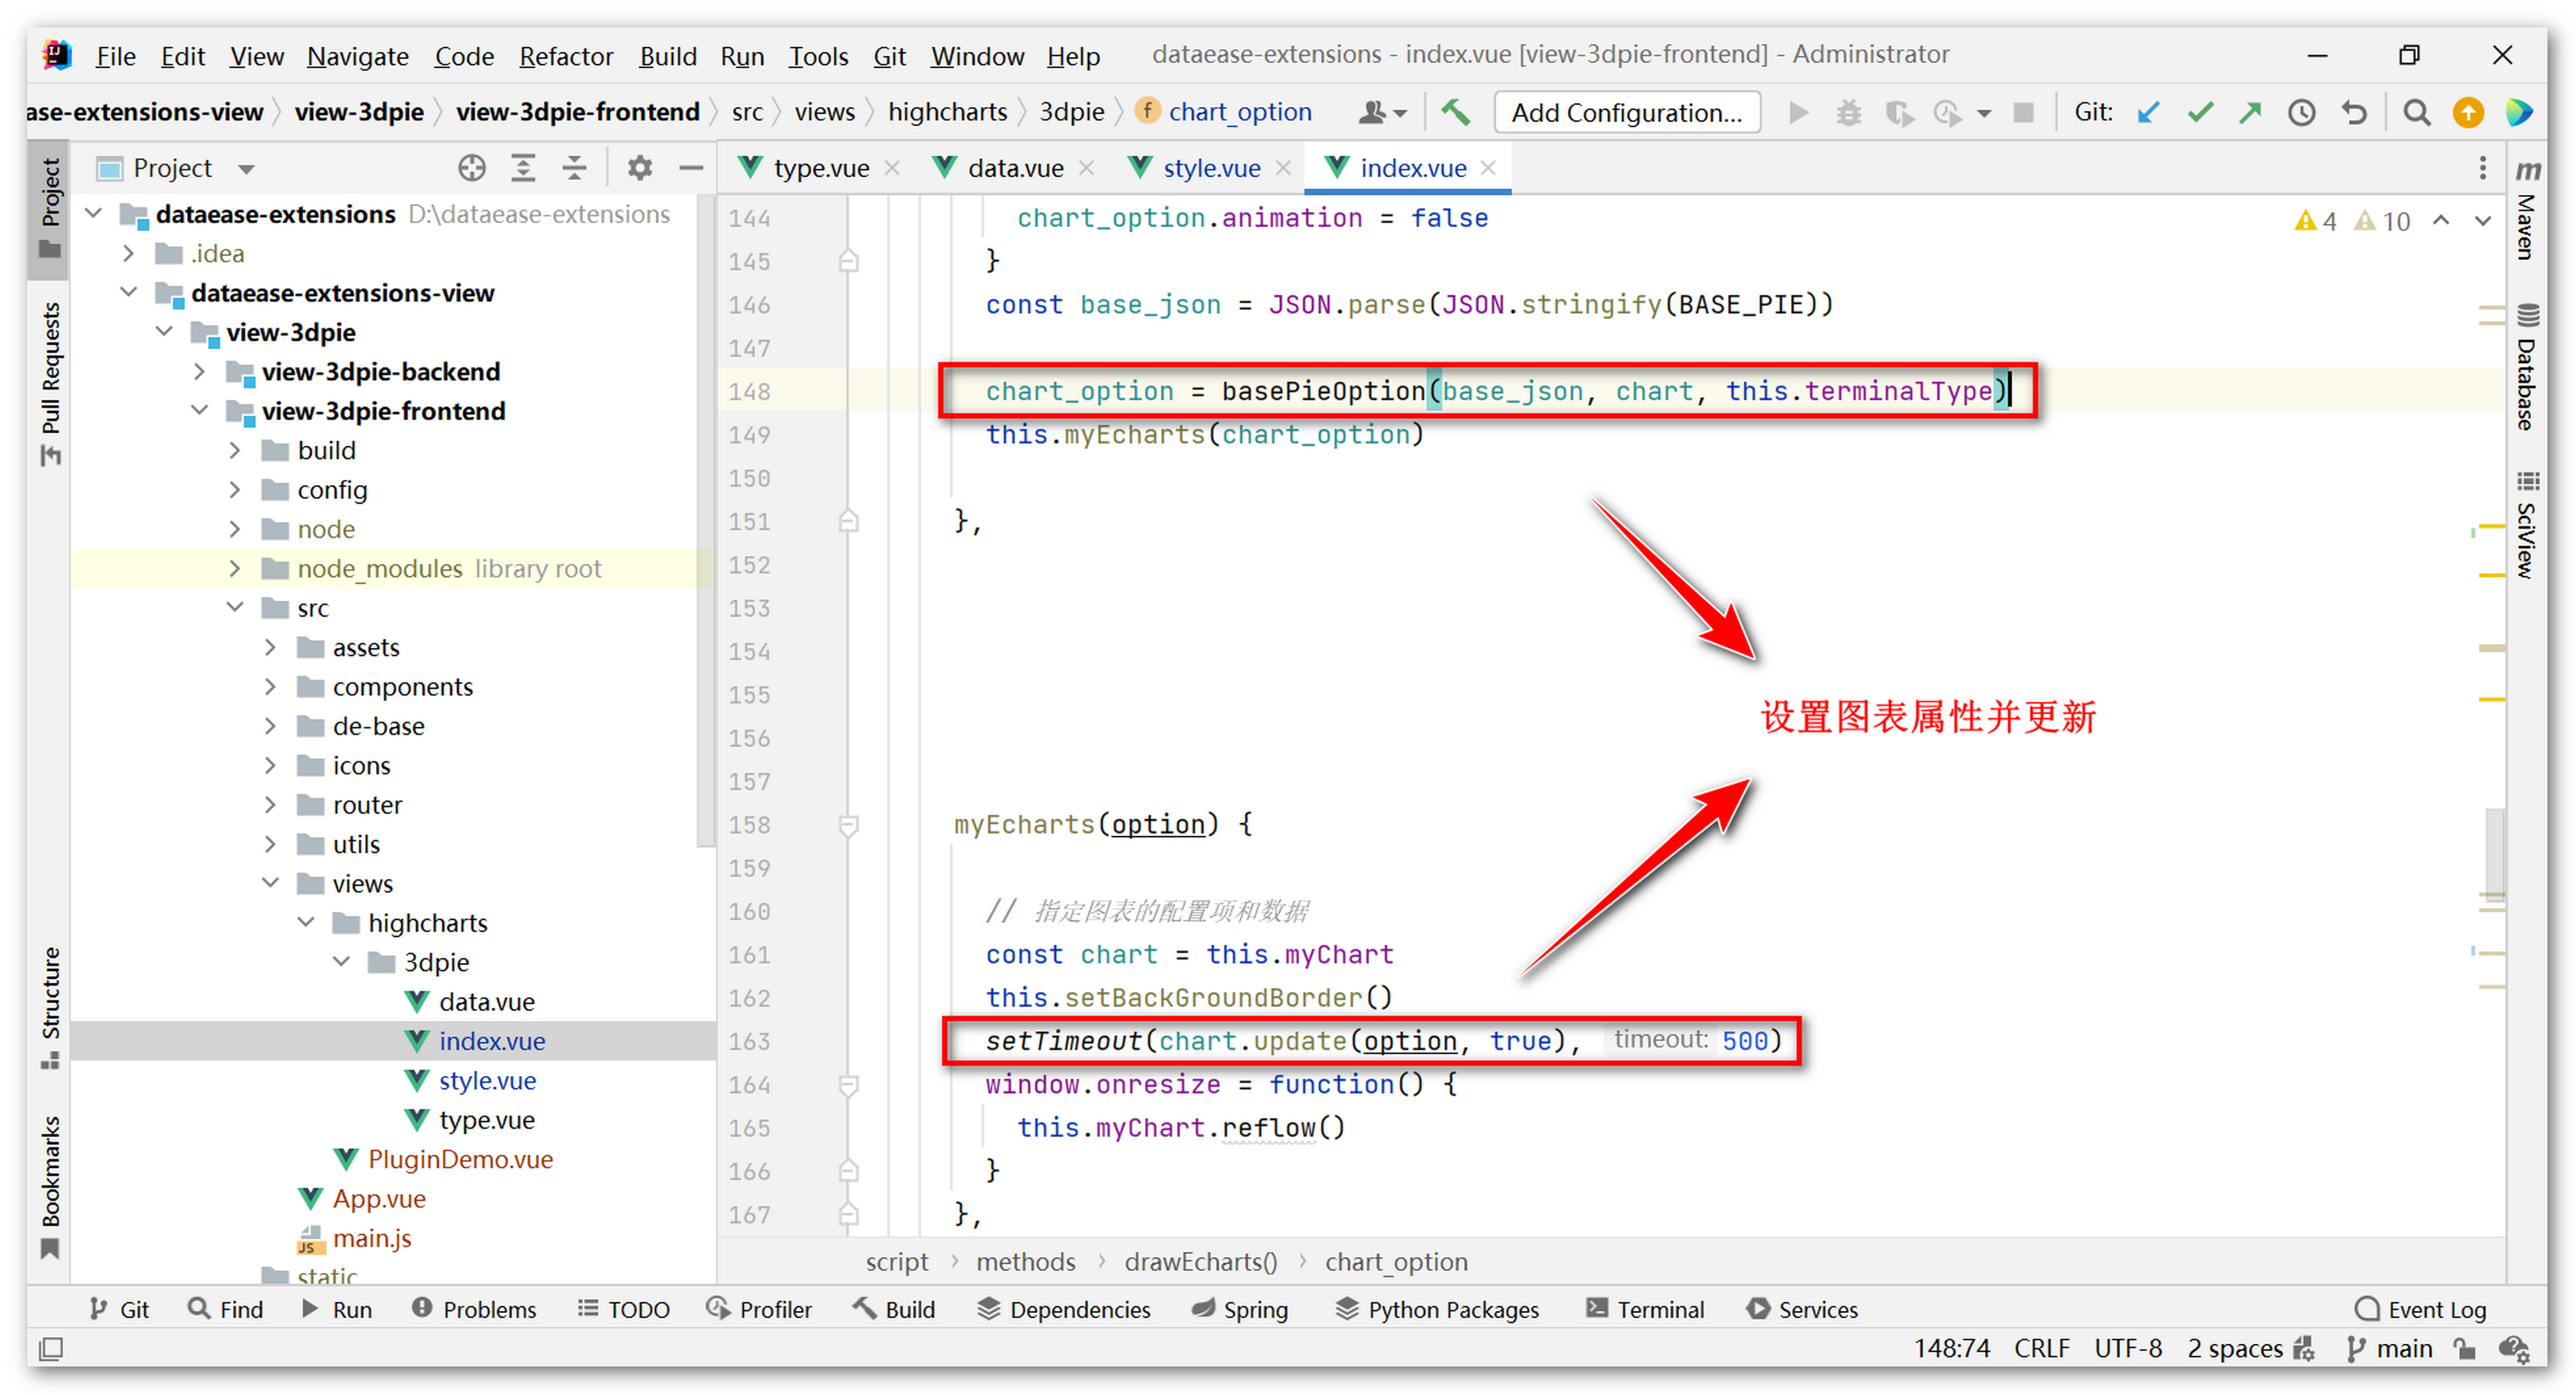 File Edit View Navigate Code Refactor Build Run Tools Git Window Help dataease-extensions - index.vue [view-3dpie-frontend] - Administrator
ase-extensions-view view-3dpie view-3dpie-frontend src views highcharts 3dpie f chart_option Add Configuration... Git:
Project
Pull Requests
Structure
Bookmarks
Project
dataease-extensions D:\dataease-extensions
.idea
dataease-extensions-view
view-3dpie
view-3dpie-backend
view-3dpie-frontend
build
config
node
node_modules library root
src
assets
components
de-base
icons
router
utils
views
highcharts
3dpie
data.vue
index.vue
style.vue
type.vue
PluginDemo.vue
App.vue
JS main.js
static
type.vue data.vue style.vue index.vue
4 10
144 chart_option.animation = false
145 }
146 const base_json = JSON.parse(JSON.stringify(BASE_PIE))
147
148 chart_option = basePieOption(base_json, chart, this.terminalType)
149 this.myEcharts(chart_option)
150
151 },
152
153
154
155
设置图表属性并更新
156
157
158 myEcharts(option) {
159
160 // 指定图表的配置项和数据
161 const chart = this.myChart
162 this.setBackGroundBorder()
163 setTimeout(chart.update(option, true), timeout: 500)
164 window.onresize = function() {
165 this.myChart.reflow()
166 }
167 },
script › methods › drawEcharts() › chart_option
m Maven
Database
SciView
Git Find Run Problems TODO Profiler Build Dependencies Spring Python Packages Terminal Services Event Log
148:74 CRLF UTF-8 2 spaces main